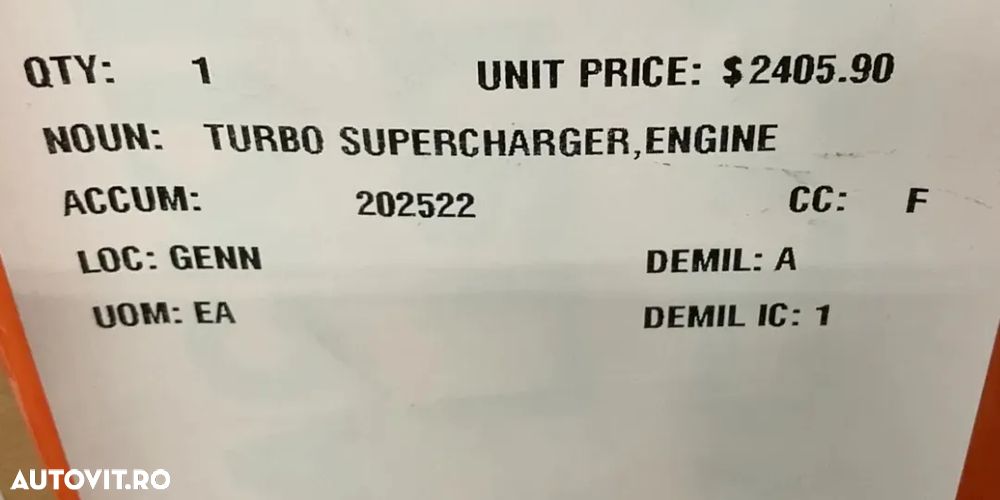 QTY: 1 UNIT PRICE: $2405.90
NOUN: TURBO SUPERCHARGER,ENGINE
ACCUM: 202522 CC: F
LOC: GENN DEMIL: A
UOM: EA DEMIL IC: 1
AUTOVIT.RO